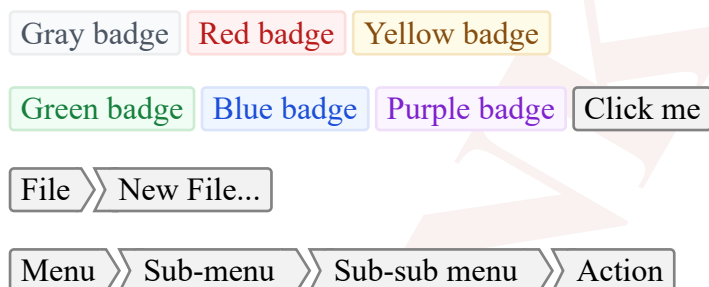 Gray badge Red badge Yellow badge
Green badge Blue badge Purple badge Click me
File New File...
Menu Sub-menu Sub-sub menu Action